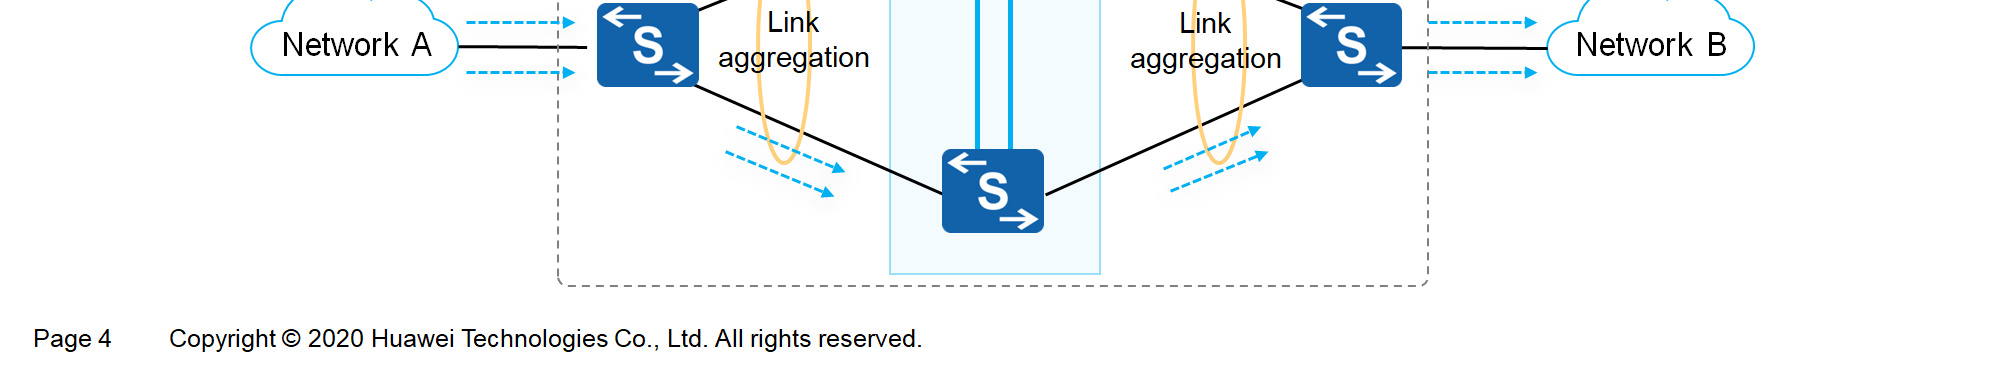 Link
aggregation
Link
aggregation
Network A
S
S
Network B
S
Page 4
Copyright © 2020 Huawei Technologies Co., Ltd. All rights reserved.